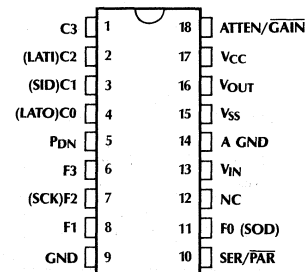 C3 1 18 ATTEN/GAIN
(LATI)C2 2 17 VCC
(SID)C1 3 16 VOUT
(LATO)C0 4 15 VSS
PDN 5 14 A GND
F3 6 13 VIN
(SCK)F2 7 12 NC
F1 8 11 F0 (SOD)
GND 9 10 SER/PAR